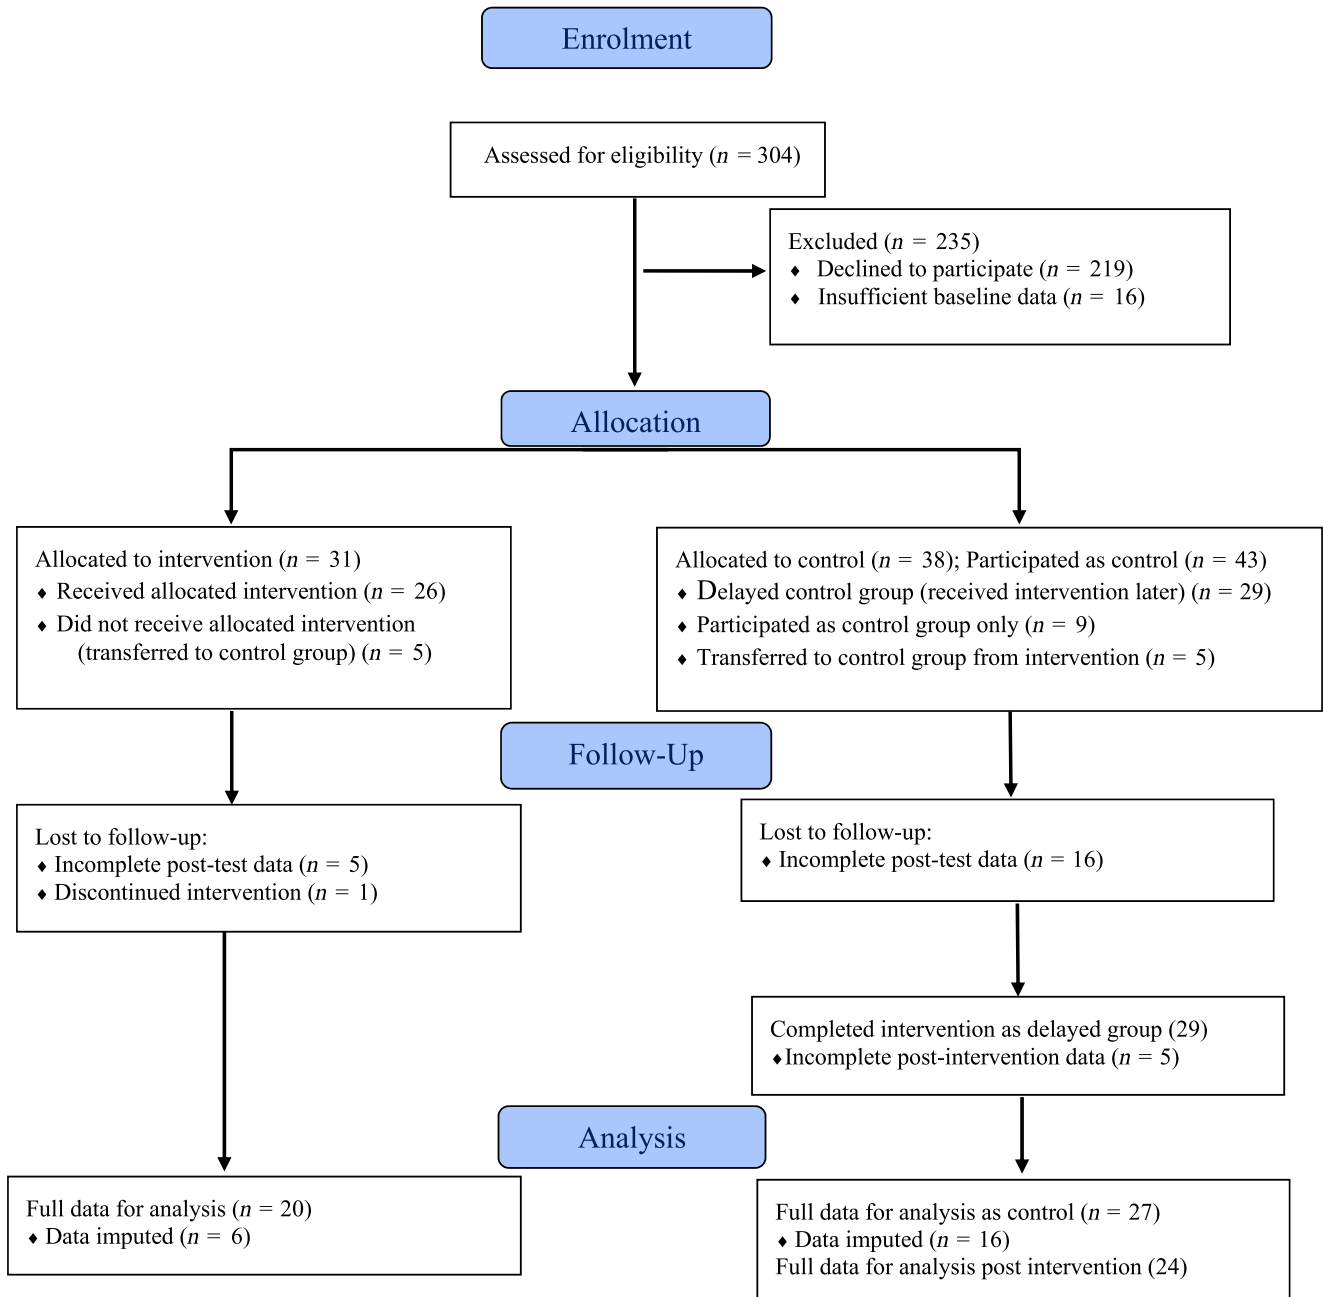 Enrolment
Assessed for eligibility (n = 304)
Excluded (n = 235)
♦ Declined to participate (n = 219)
♦ Insufficient baseline data (n = 16)
Allocation
Allocated to intervention (n = 31)
♦ Received allocated intervention (n = 26)
♦ Did not receive allocated intervention
(transferred to control group) (n = 5)
Allocated to control (n = 38); Participated as control (n = 43)
♦ Delayed control group (received intervention later) (n = 29)
♦ Participated as control group only (n = 9)
♦ Transferred to control group from intervention (n = 5)
Follow-Up
Lost to follow-up:
♦ Incomplete post-test data (n = 5)
♦ Discontinued intervention (n = 1)
Lost to follow-up:
♦ Incomplete post-test data (n = 16)
Completed intervention as delayed group (29)
♦Incomplete post-intervention data (n = 5)
Analysis
Full data for analysis (n = 20)
♦ Data imputed (n = 6)
Full data for analysis as control (n = 27)
♦ Data imputed (n = 16)
Full data for analysis post intervention (24)